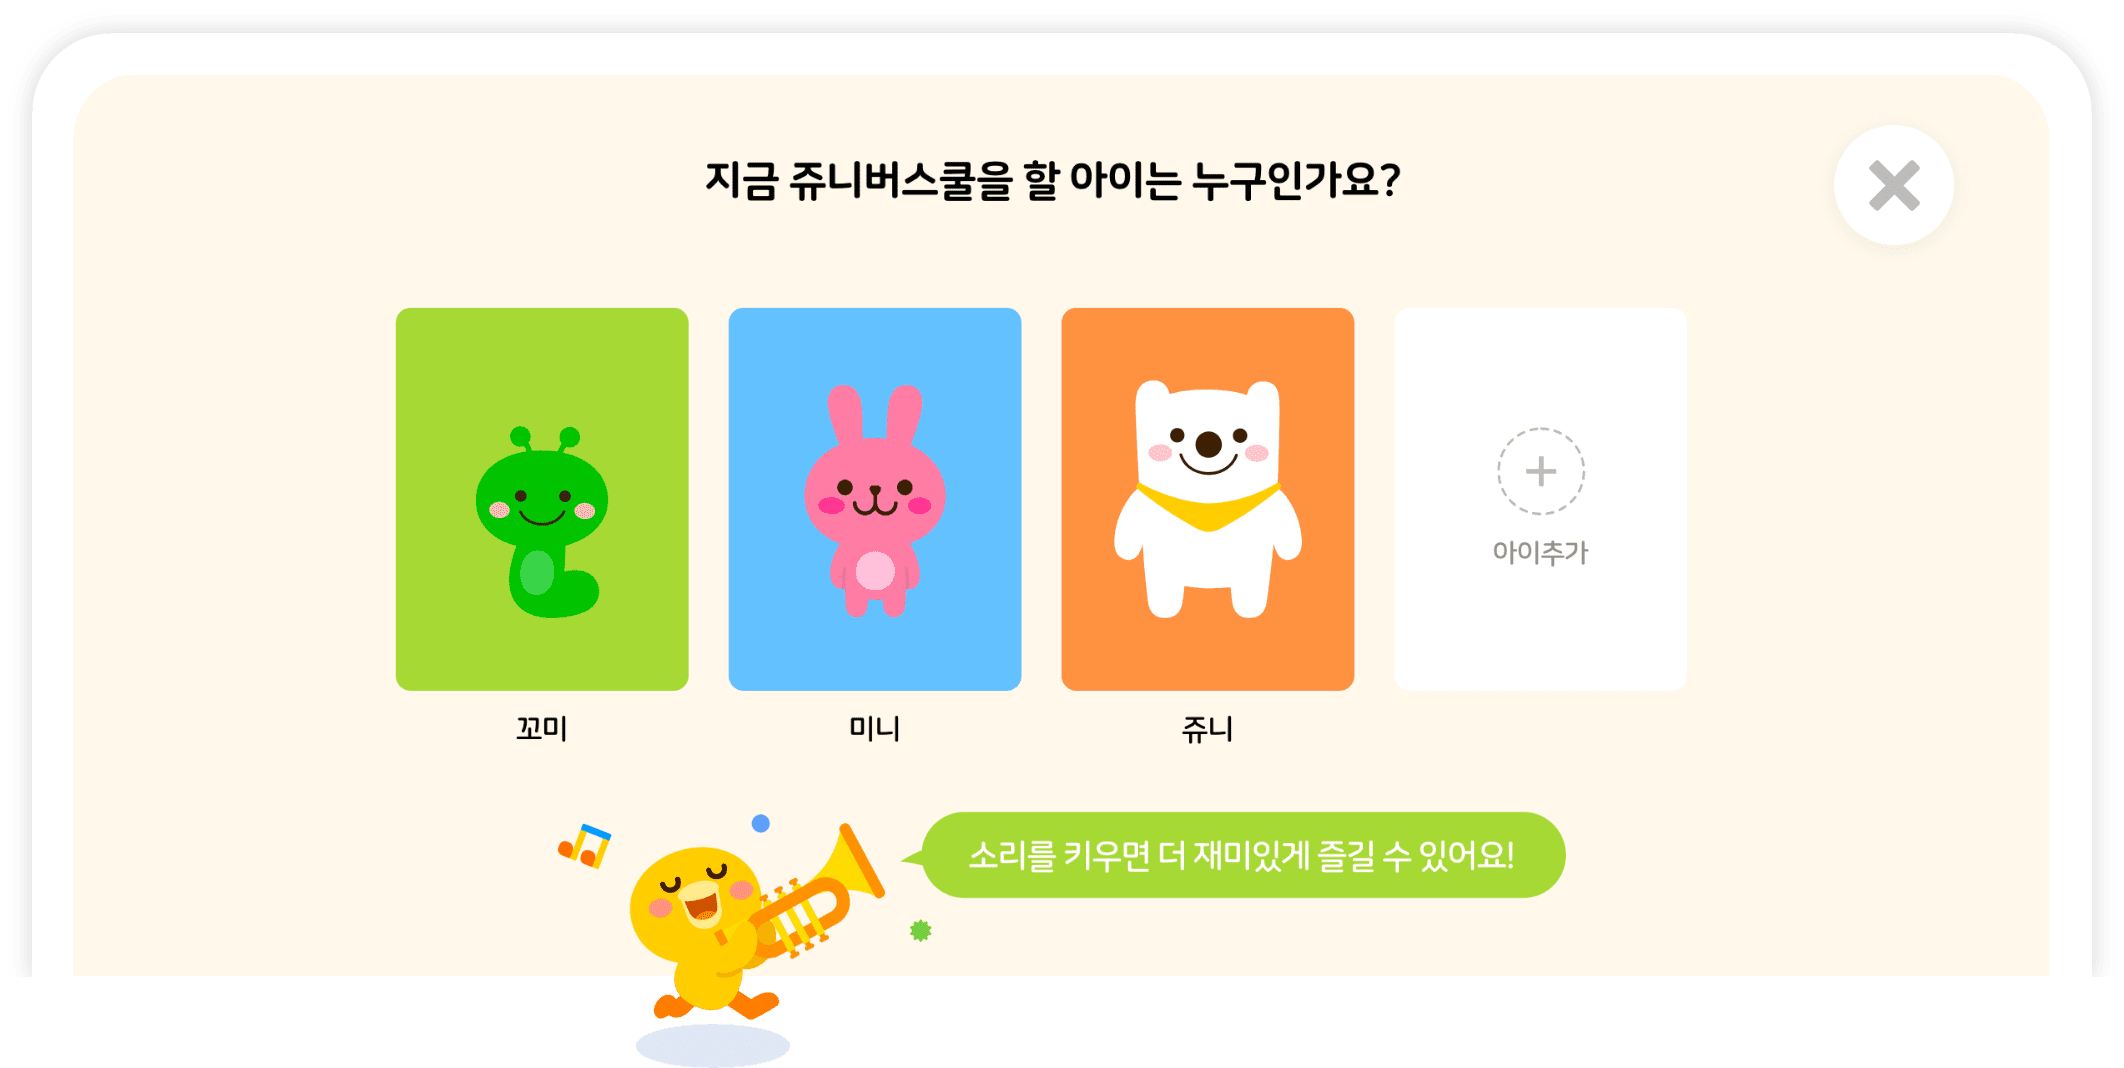 지금 쥬니버스쿨을 할 아이는 누구인가요?
아이추가
꼬미
미니
쥬니
소리를 키우면 더 재미있게 즐길 수 있어요!